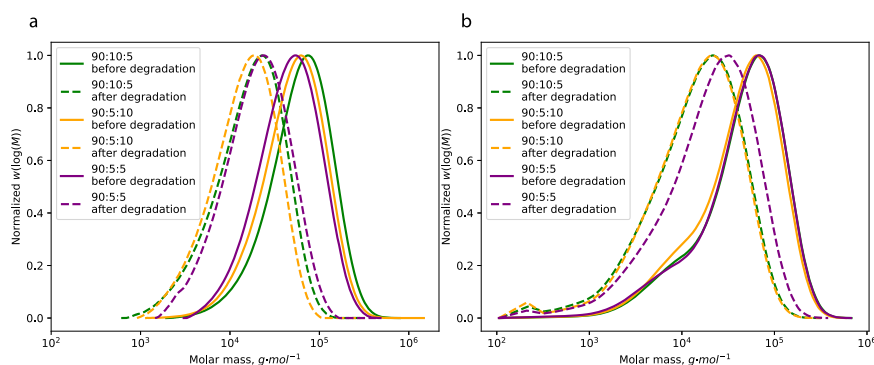 a
1.0
0.8
0.6
0.4
0.2
0.0
Normalized w(log(M))
90:10:5
before degradation
90:10:5
after degradation
90:5:10
before degradation
90:5:10
after degradation
90:5:5
before degradation
90:5:5
after degradation
10² 10³ 10⁴ 10⁵ 10⁶
Molar mass, g•mol⁻¹
b
1.0
0.8
0.6
0.4
0.2
0.0
Normalized w(log(M))
90:10:5
before degradation
90:10:5
after degradation
90:5:10
before degradation
90:5:10
after degradation
90:5:5
before degradation
90:5:5
after degradation
10² 10³ 10⁴ 10⁵ 10⁶
Molar mass, g•mol⁻¹